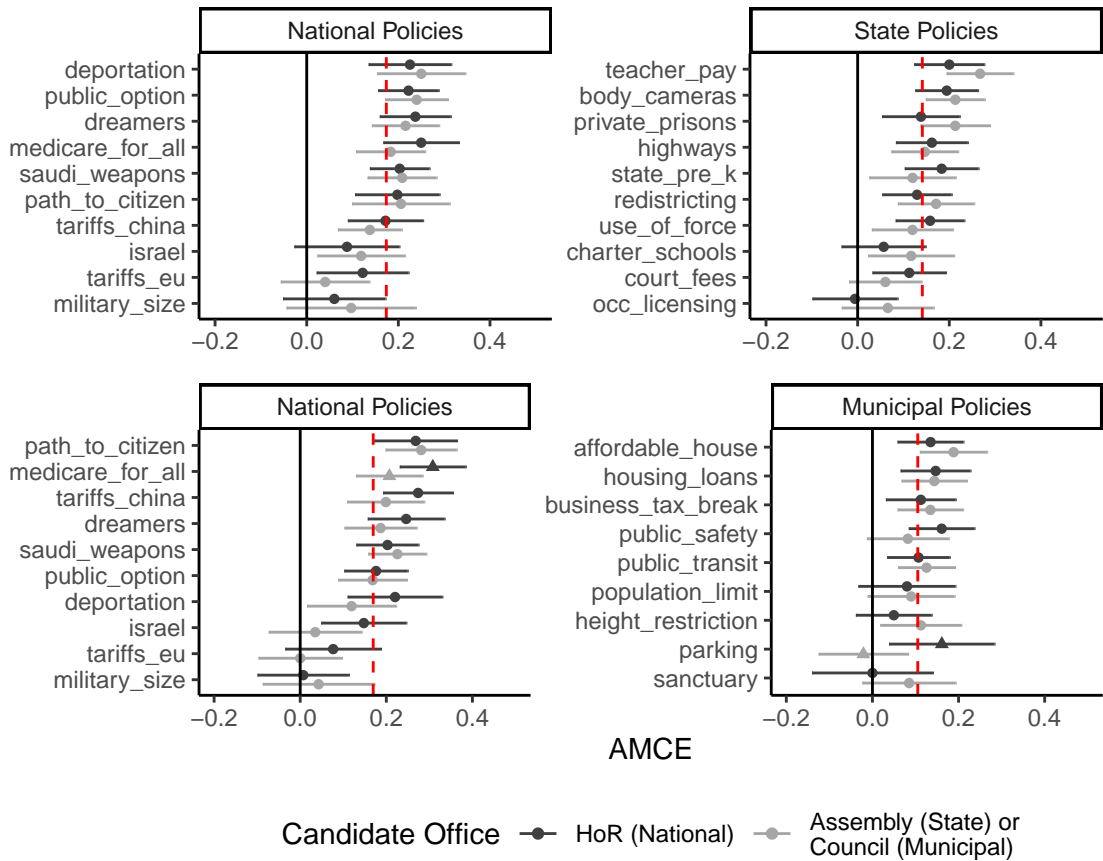 National Policies
deportation
public_option
dreamers
medicare_for_all
saudi_weapons
path_to_citizen
tariffs_china
israel
tariffs_eu
military_size
−0.2 0.0 0.2 0.4
State Policies
teacher_pay
body_cameras
private_prisons
highways
state_pre_k
redistricting
use_of_force
charter_schools
court_fees
occ_licensing
−0.2 0.0 0.2 0.4
National Policies
path_to_citizen
medicare_for_all
tariffs_china
dreamers
saudi_weapons
public_option
deportation
israel
tariffs_eu
military_size
−0.2 0.0 0.2 0.4
Municipal Policies
affordable_house
housing_loans
business_tax_break
public_safety
public_transit
population_limit
height_restriction
parking
sanctuary
−0.2 0.0 0.2 0.4
AMCE
Candidate Office
HoR (National)
Assembly (State) or
Council (Municipal)